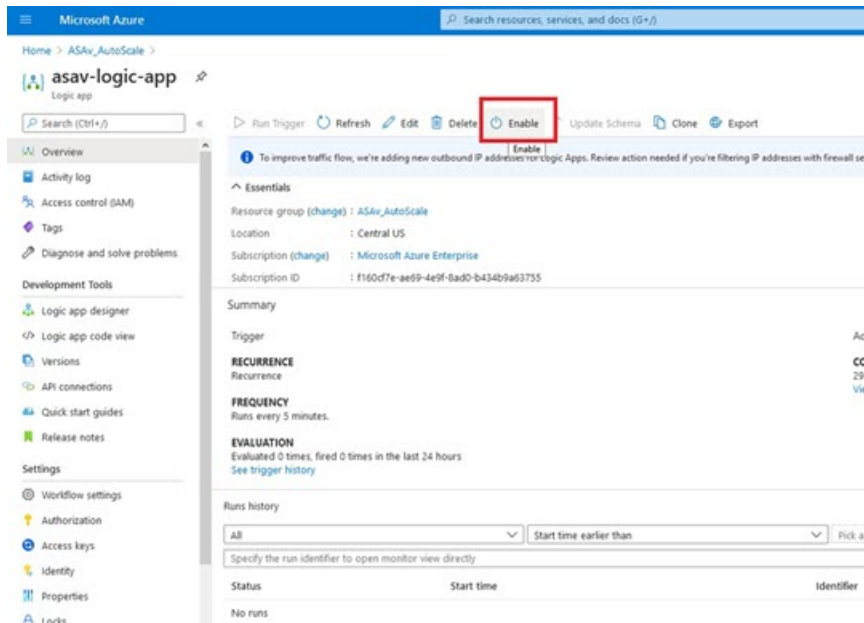 Microsoft Azure
Search resources, services, and docs (G+/)
Home > ASAv_AutoScale >
asav-logic-app
Logic app
Search (Ctrl+/)
Run Trigger Refresh Edit Delete Enable Update Schema Clone Export
Enable
To improve traffic flow, we're adding new outbound IP addresses for Logic Apps. Review action needed if you're filtering IP addresses with firewall se
Overview
Activity log
Access control (IAM)
Tags
Diagnose and solve problems
Development Tools
Logic app designer
Logic app code view
Versions
API connections
Quick start guides
Release notes
Settings
Workflow settings
Authorization
Access keys
Identity
Properties
Locks
Essentials
Resource group (change) : ASAv_AutoScale
Location : Central US
Subscription (change) : Microsoft Azure Enterprise
Subscription ID : f160cf7e-ae69-4e9f-8ad0-b434b9a63755
Summary
Trigger
RECURRENCE
Recurrence
FREQUENCY
Runs every 5 minutes.
EVALUATION
Evaluated 0 times, fired 0 times in the last 24 hours
See trigger history
Ac
CO
29
Vie
Runs history
All Start time earlier than Pick a
Specify the run identifier to open monitor view directly
Status Start time Identifier
No runs